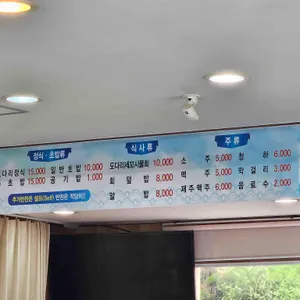 정식·초밥류
다리정식 15,000 일반초밥 10,000
초밥 15,000 공기밥 1,000
식사류
도다리세꼬시물회 10,000
회덮밥 8,000
알밥 8,000
주류
소주 5,000 청하 6,000
맥주 5,000 막걸리 3,000
제주맥주 6,000 음료수 2,000